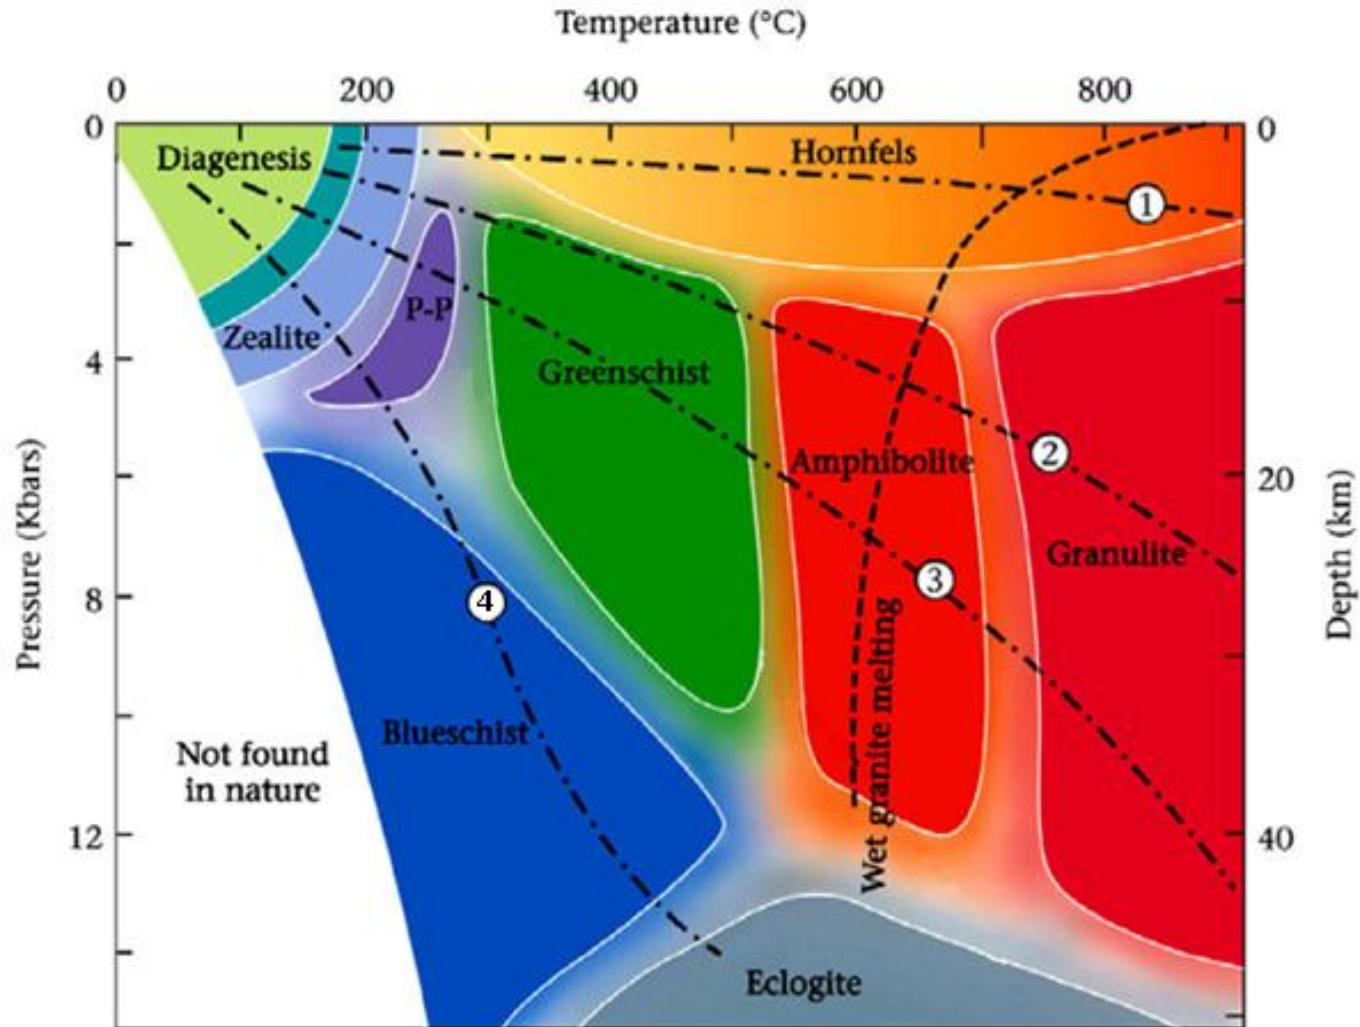 Temperature (°C)
0 200 400 600 800
0 0
Diagenesis
Hornfels
1
P-P
Zealite
4
Greenschist
2
Amphibolite
20
Pressure (Kbars)
Depth (km)
Granulite
3
8
4
Wet granite melting
Blueschist
Not found
in nature
12
40
Eclogite